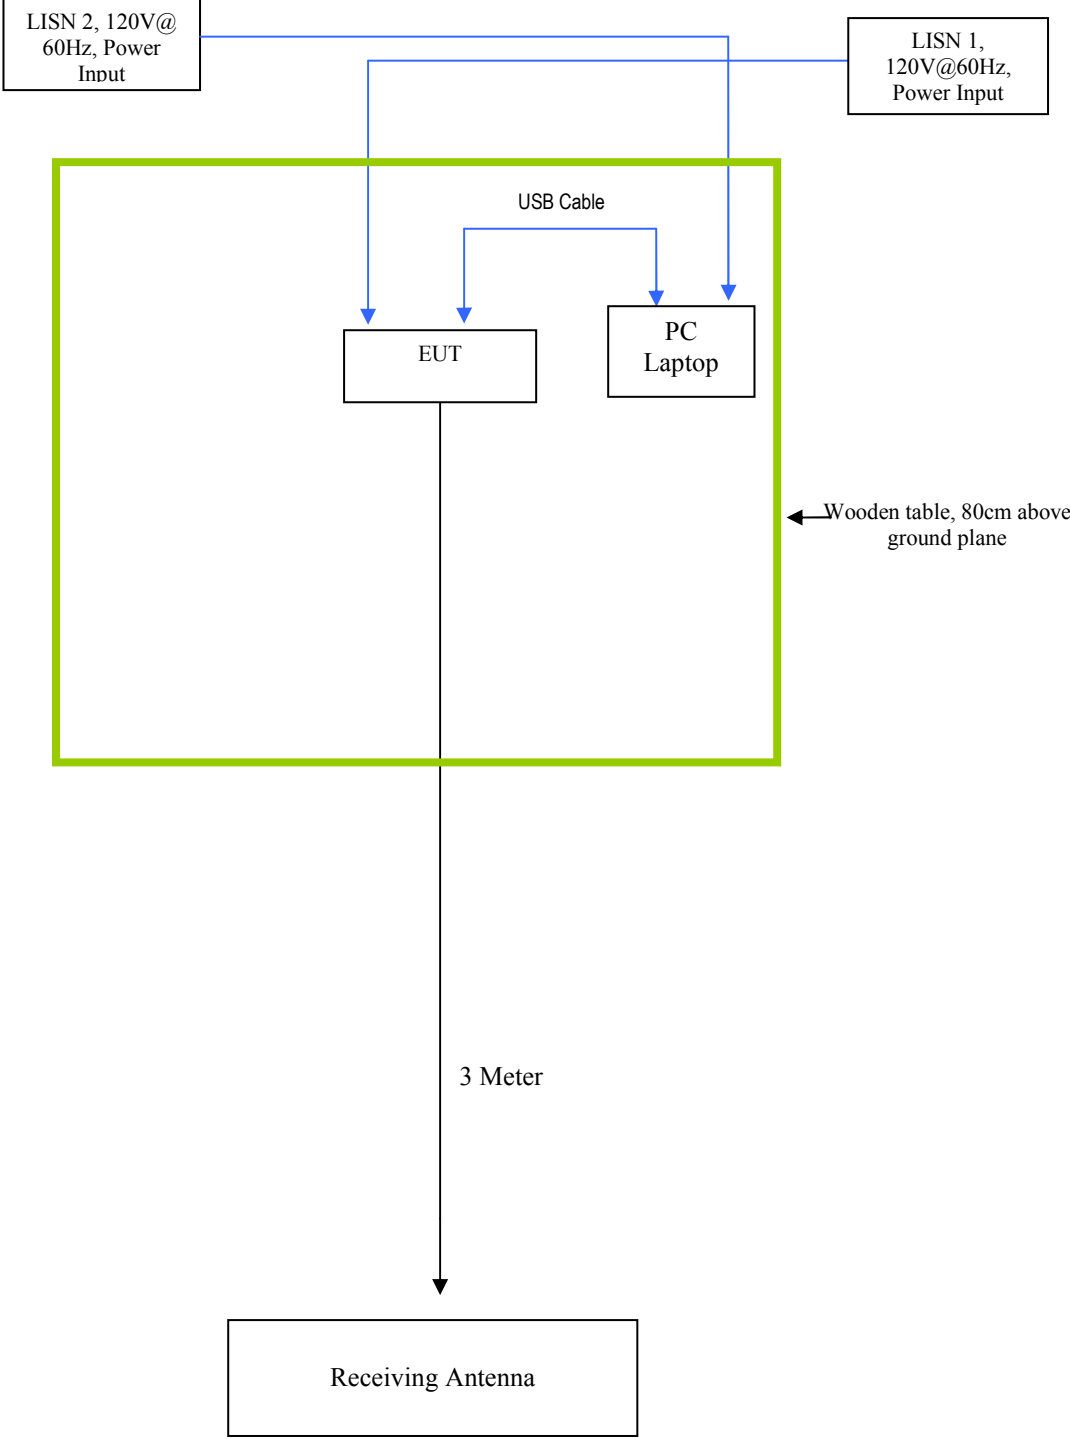 LISN 2, 120V@
60Hz, Power
Input
LISN 1,
120V@60Hz,
Power Input
USB Cable
EUT
PC
Laptop
Wooden table, 80cm above
ground plane
3 Meter
Receiving Antenna